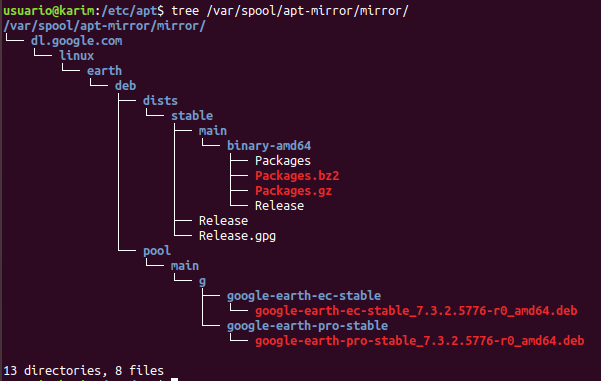 usuario@karim:/etc/apt$ tree /var/spool/apt-mirror/mirror/
/var/spool/apt-mirror/mirror/
└── dl.google.com
    └── linux
        └── earth
            └── deb
                ├── dists
                │   └── stable
                │       ├── main
                │       │   └── binary-amd64
                │       │       ├── Packages
                │       │       ├── Packages.bz2
                │       │       ├── Packages.gz
                │       │       └── Release
                │       ├── Release
                │       └── Release.gpg
                └── pool
                    └── main
                        └── g
                            ├── google-earth-ec-stable
                            │   └── google-earth-ec-stable_7.3.2.5776-r0_amd64.deb
                            └── google-earth-pro-stable
                                └── google-earth-pro-stable_7.3.2.5776-r0_amd64.deb
13 directories, 8 files